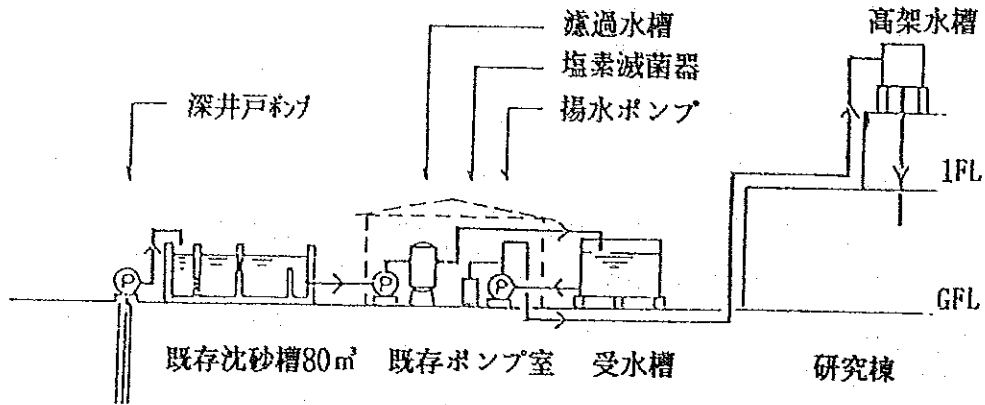 濾過水槽
高架水槽
塩素滅菌器
深井戸ポンプ
揚水ポンプ
1FL
P
P
P
GFL
既存沈砂槽80㎥
既存ポンプ室
受水槽
研究棟